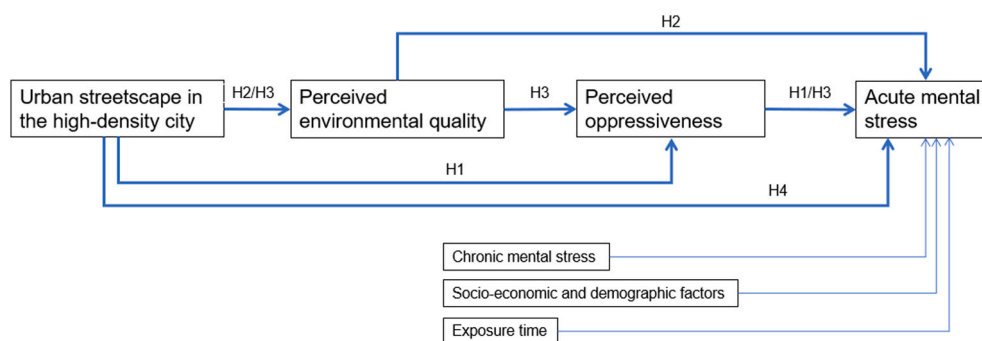 H2
Urban streetscape in
the high-density city
H2/H3
Perceived
environmental quality
H3
Perceived
oppressiveness
H1/H3
Acute mental
stress
H1
H4
Chronic mental stress
Socio-economic and demographic factors
Exposure time